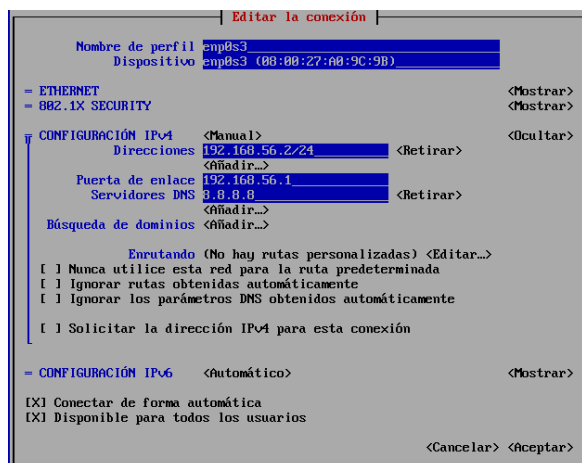 Editar la conexión
Nombre de perfil enp0s3
Dispositivo enp0s3 (08:00:27:A0:9C:9B)
= ETHERNET <Mostrar>
= 802.1X SECURITY <Mostrar>
= CONFIGURACIÓN IPv4 <Manual> <Ocultar>
Direcciones 192.168.56.2/24 <Retirar>
<Añadir…>
Puerta de enlace 192.168.56.1
Servidores DNS 8.8.8.8 <Retirar>
<Añadir…>
Búsqueda de dominios <Añadir…>
Enrutando (No hay rutas personalizadas) <Editar…>
[ ] Nunca utilice esta red para la ruta predeterminada
[ ] Ignorar rutas obtenidas automáticamente
[ ] Ignorar los parámetros DNS obtenidos automáticamente
[ ] Solicitar la dirección IPv4 para esta conexión
= CONFIGURACIÓN IPv6 <Automático> <Mostrar>
[X] Conectar de forma automática
[X] Disponible para todos los usuarios
<Cancelar> <Aceptar>